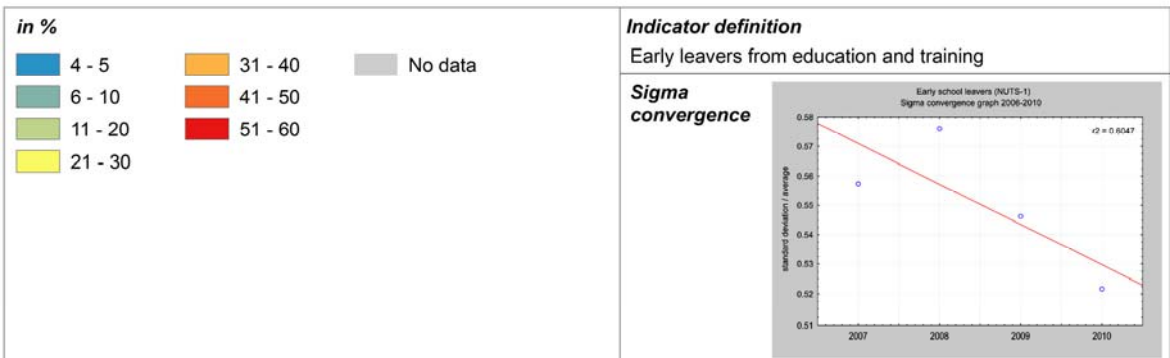 in %
4 - 5
6 - 10
11 - 20
21 - 30
31 - 40
41 - 50
51 - 60
No data
Indicator definition
Early leavers from education and training
Sigma
convergence
Early school leavers (NUTS-1)
Sigma convergence graph 2006-2010
r2 = 0.6047
standard deviation / average
0.58
0.57
0.56
0.55
0.54
0.53
0.52
0.51
2007 2008 2009 2010